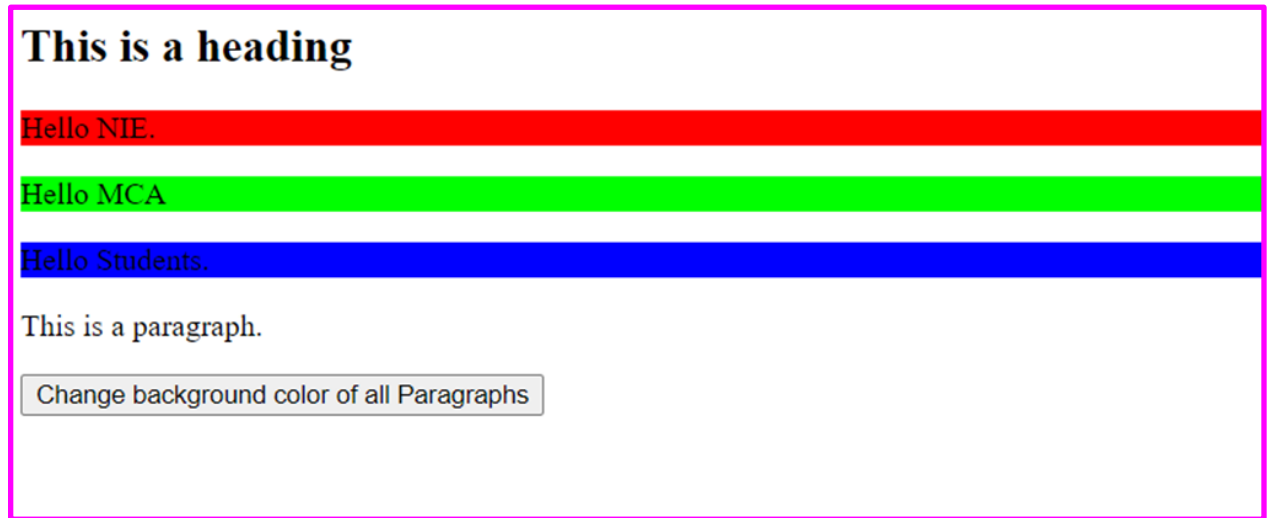 This is a heading
Hello NIE.
Hello MCA
Hello Students.
This is a paragraph.
Change background color of all Paragraphs